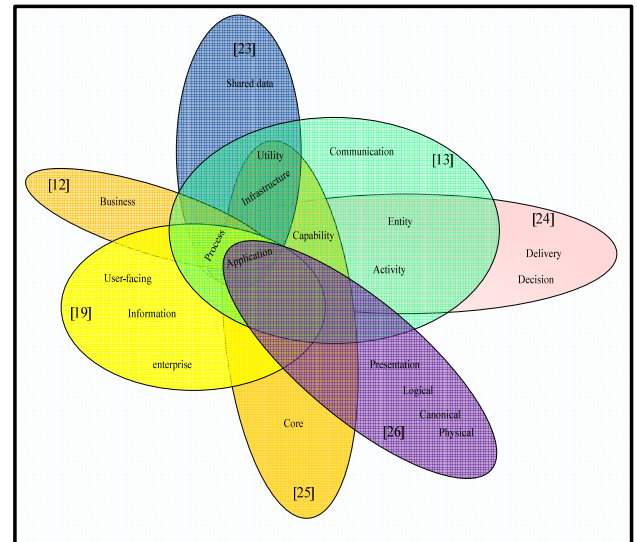 [23]
Shared data
Utility
Communication
[13]
Infrastructure
[12]
Business
Entity
[24]
Process
Capability
Delivery
Application
Activity
Decision
User-facing
[19]
Information
enterprise
Presentation
Logical
Canonical
Core
[26]
Physical
[25]